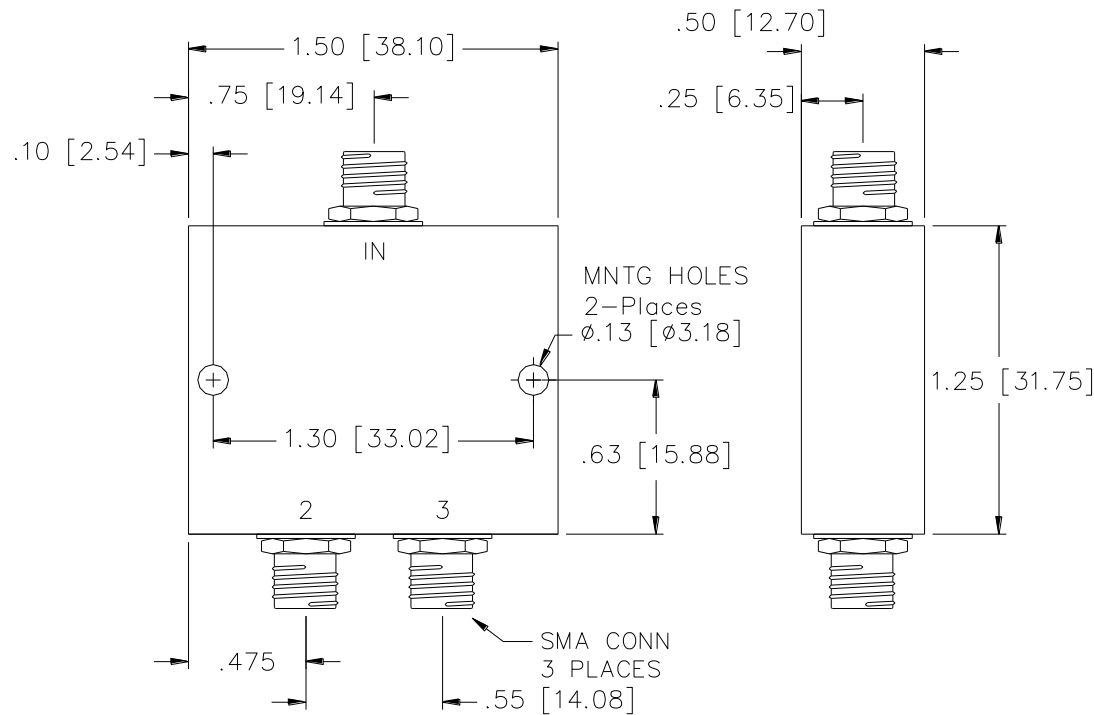 .50 [12.70]
1.50 [38.10]
.75 [19.14]
.25 [6.35]
.10 [2.54]
IN
MNTG HOLES
2-Places
ø.13 [ø3.18]
1.25 [31.75]
1.30 [33.02]
.63 [15.88]
2
3
SMA CONN
3 PLACES
.475
.55 [14.08]